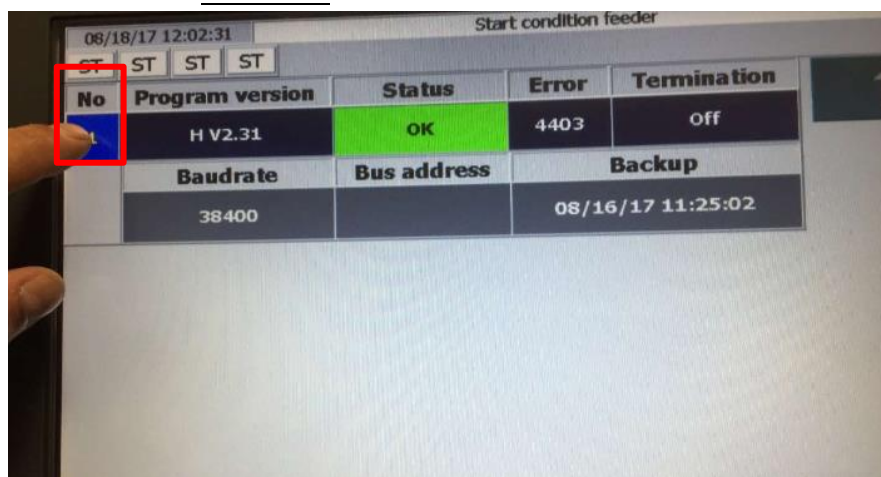 08/18/17 12:02:31 Start condition feeder
ST ST ST ST
No Program version Status Error Termination
1 H V2.31 OK 4403 Off
Baudrate Bus address Backup
38400 08/16/17 11:25:02